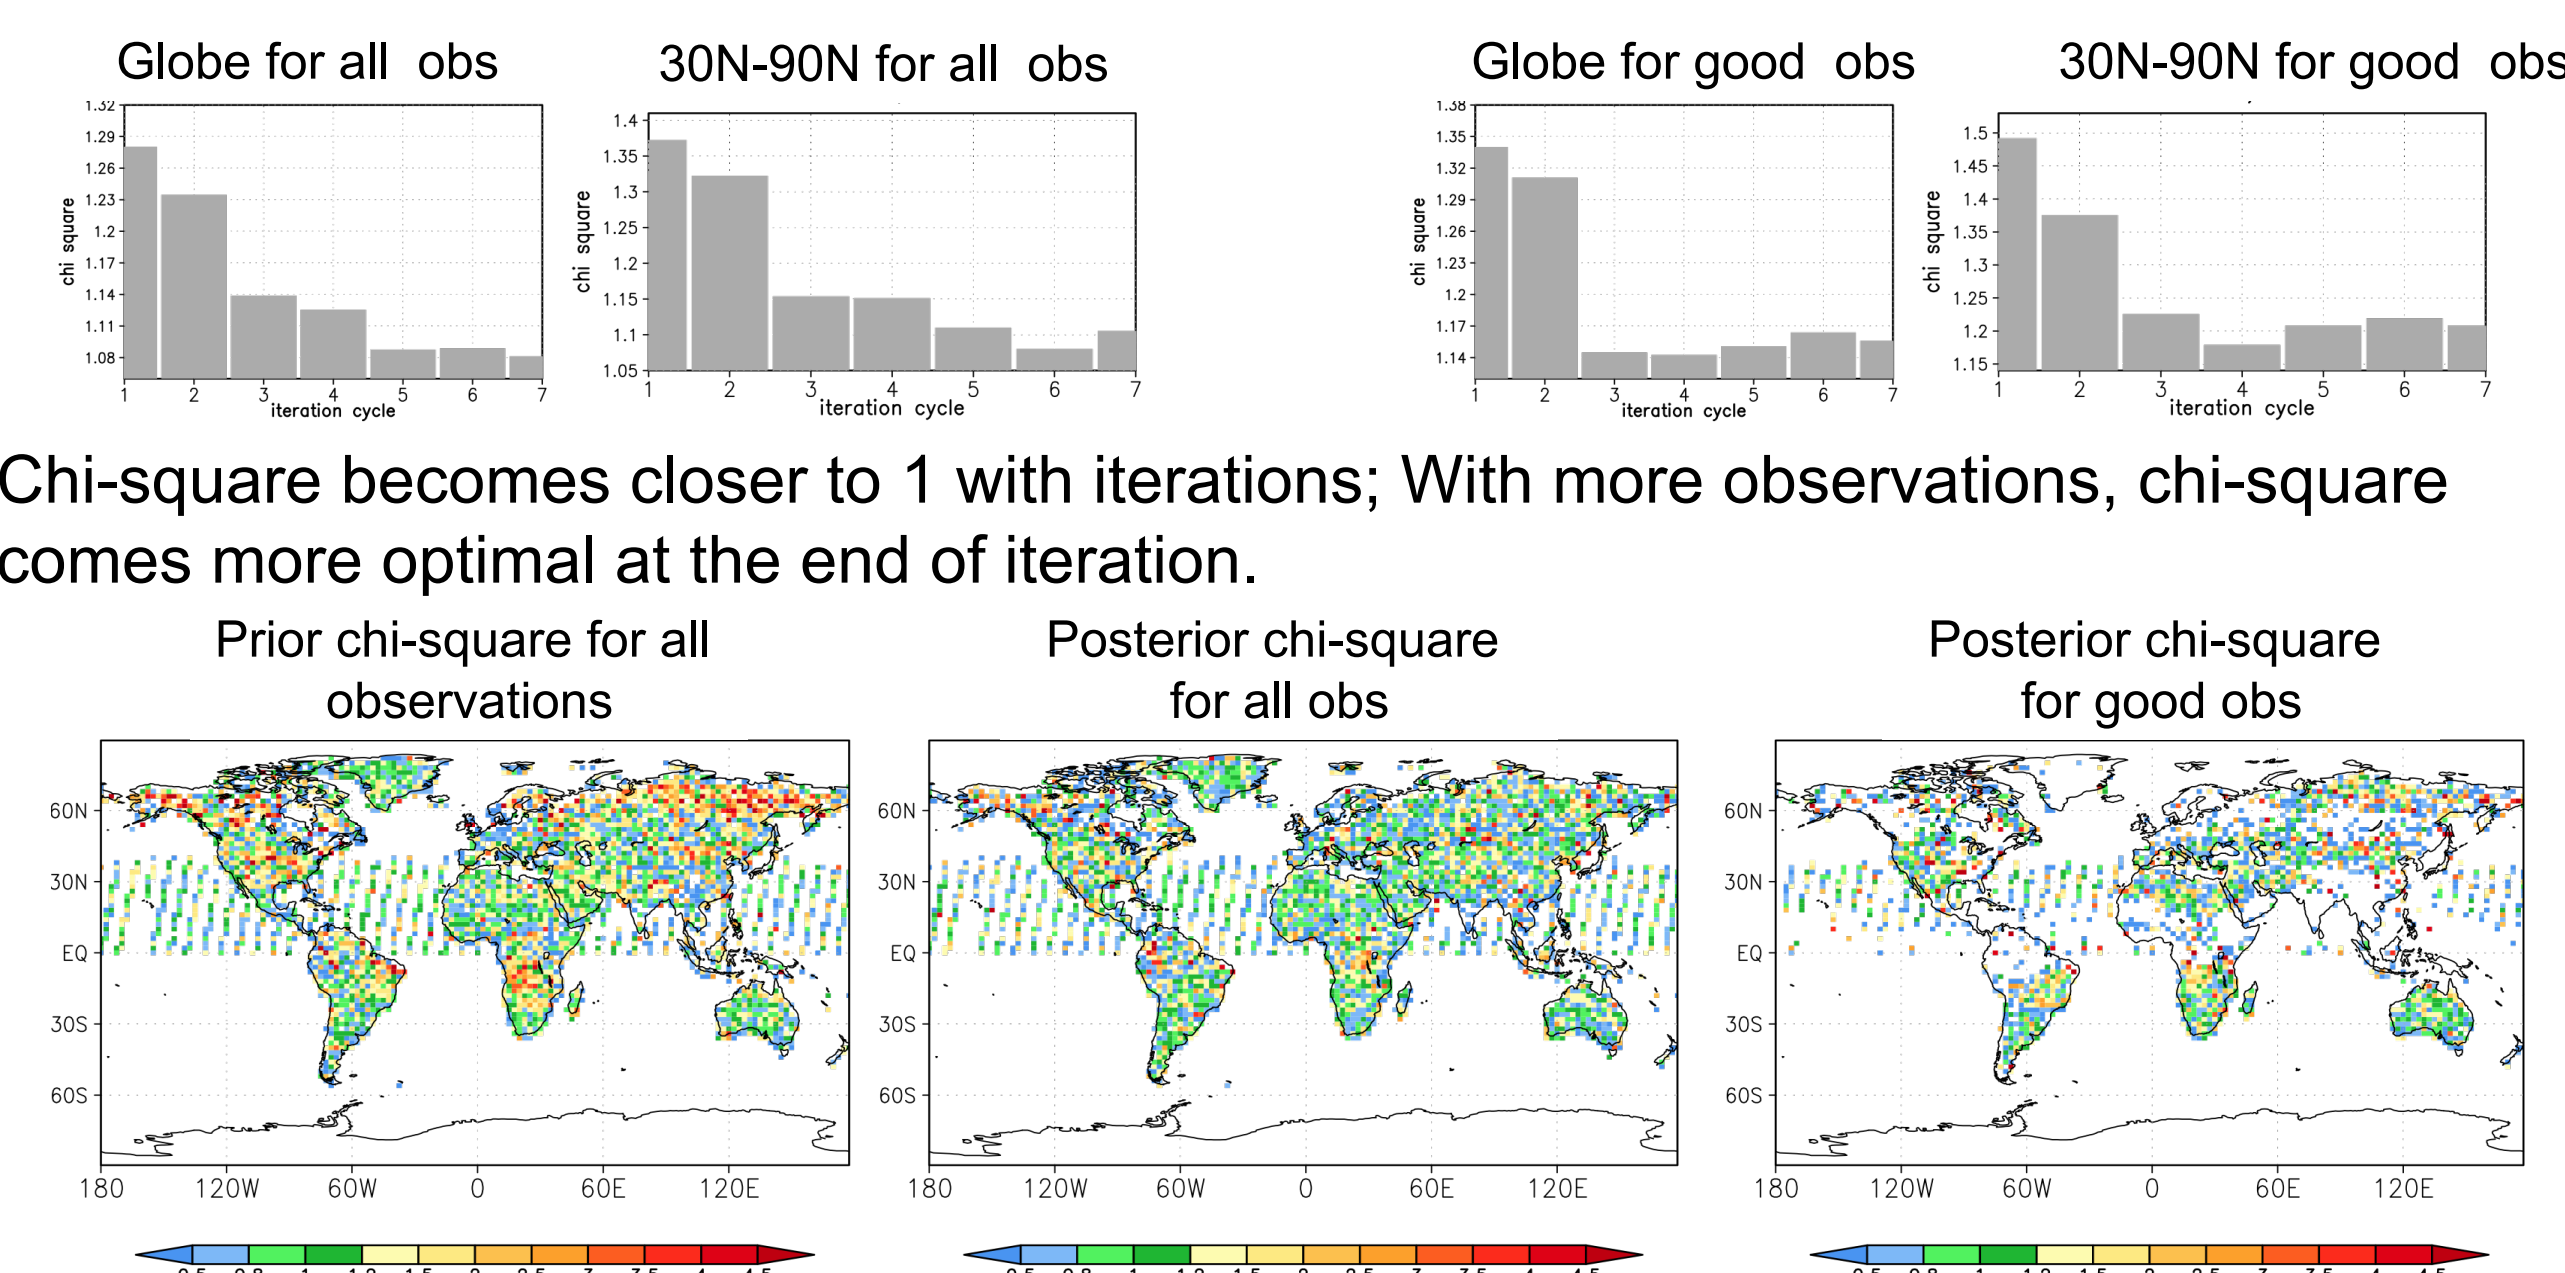 Globe for all obs
30N-90N for all obs
Globe for good obs
30N-90N for good obs
1.32
1.29
1.26
1.23
1.2
1.17
1.14
1.11
1.08
chi square
1 2 3 4 5 6 7
iteration cycle
1.4
1.35
1.3
1.25
1.2
1.15
1.1
1.05
chi square
1 2 3 4 5 6 7
iteration cycle
1.38
1.35
1.32
1.29
1.26
1.23
1.2
1.17
1.14
chi square
1 2 3 4 5 6 7
iteration cycle
1.5
1.45
1.4
1.35
1.3
1.25
1.2
1.15
chi square
1 2 3 4 5 6 7
iteration cycle
Chi-square becomes closer to 1 with iterations; With more observations, chi-square
comes more optimal at the end of iteration.
Prior chi-square for all
observations
Posterior chi-square
for all obs
Posterior chi-square
for good obs
60N
30N
EQ
30S
60S
180 120W 60W 0 60E 120E
60N
30N
EQ
30S
60S
180 120W 60W 0 60E 120E
60N
30N
EQ
30S
60S
180 120W 60W 0 60E 120E